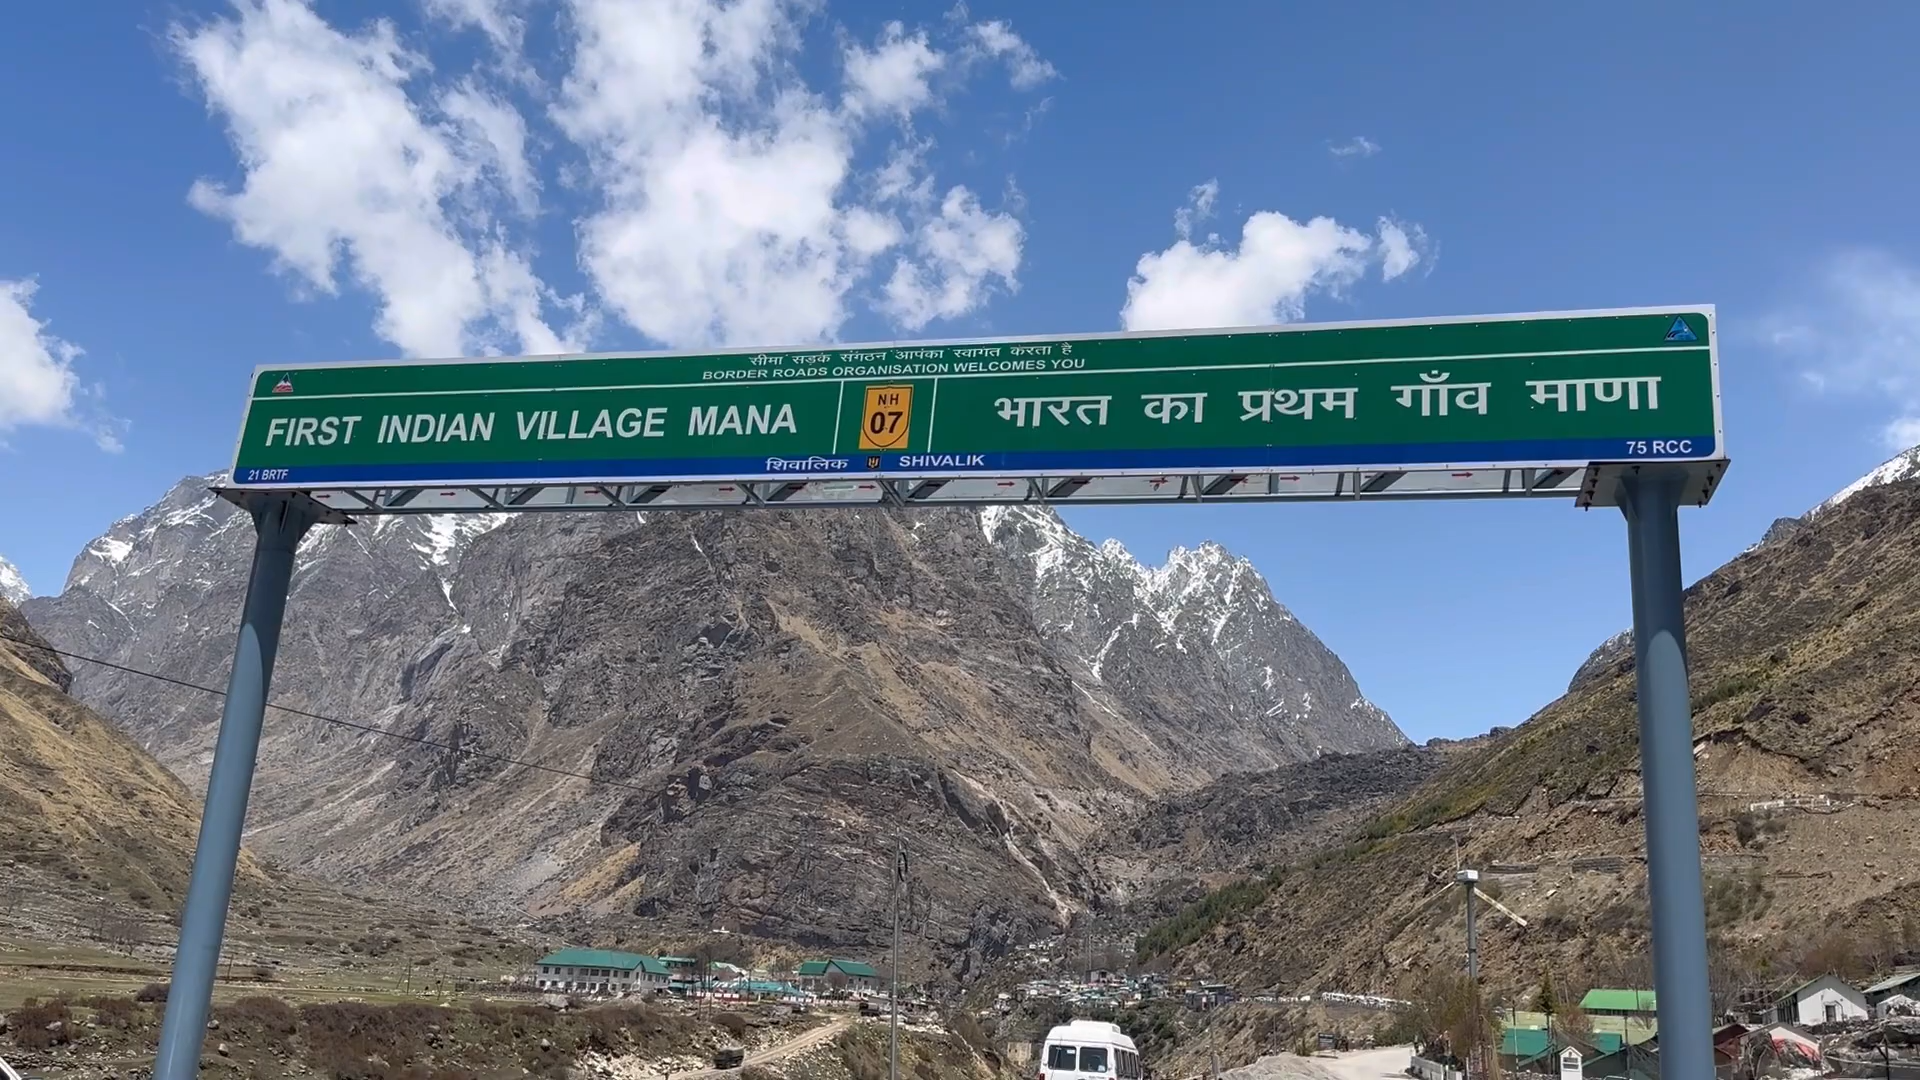 सीमा सड़क संगठन आपका स्वागत करता है
BORDER ROADS ORGANISATION WELCOMES YOU
FIRST INDIAN VILLAGE MANA
NH
07
भारत का प्रथम गाँव माणा
21 BRTF
शिवालिक SHIVALIK
75 RCC